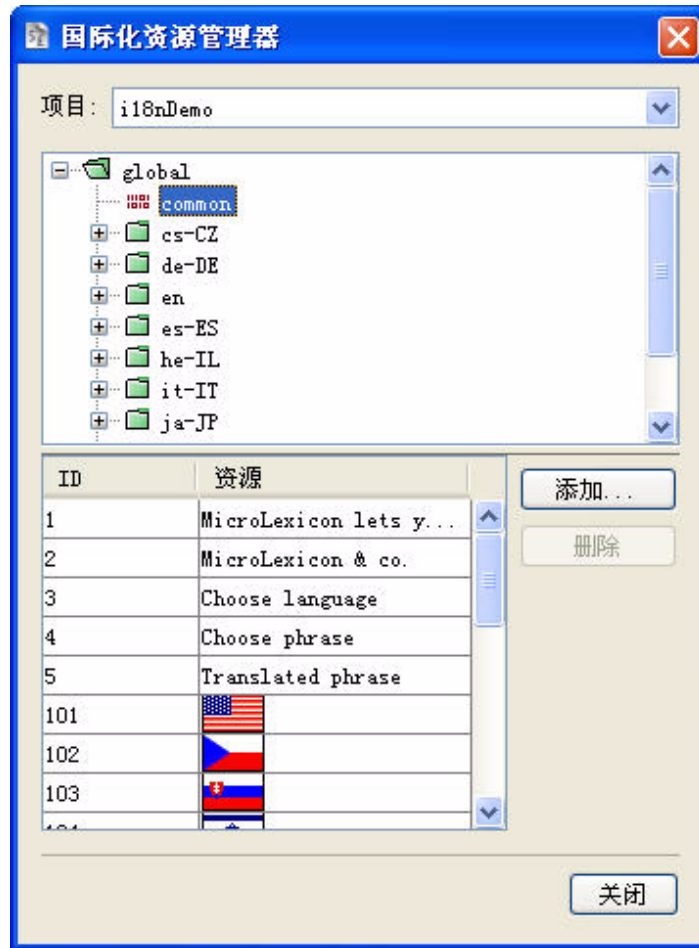 国际化资源管理器
项目: i18nDemo
global
common
cs-CZ
de-DE
en
es-ES
he-IL
it-IT
ja-JP
ID 资源
添加...
删除
1 MicroLexicon lets y...
2 MicroLexicon & co.
3 Choose language
4 Choose phrase
5 Translated phrase
101
102
103
关闭